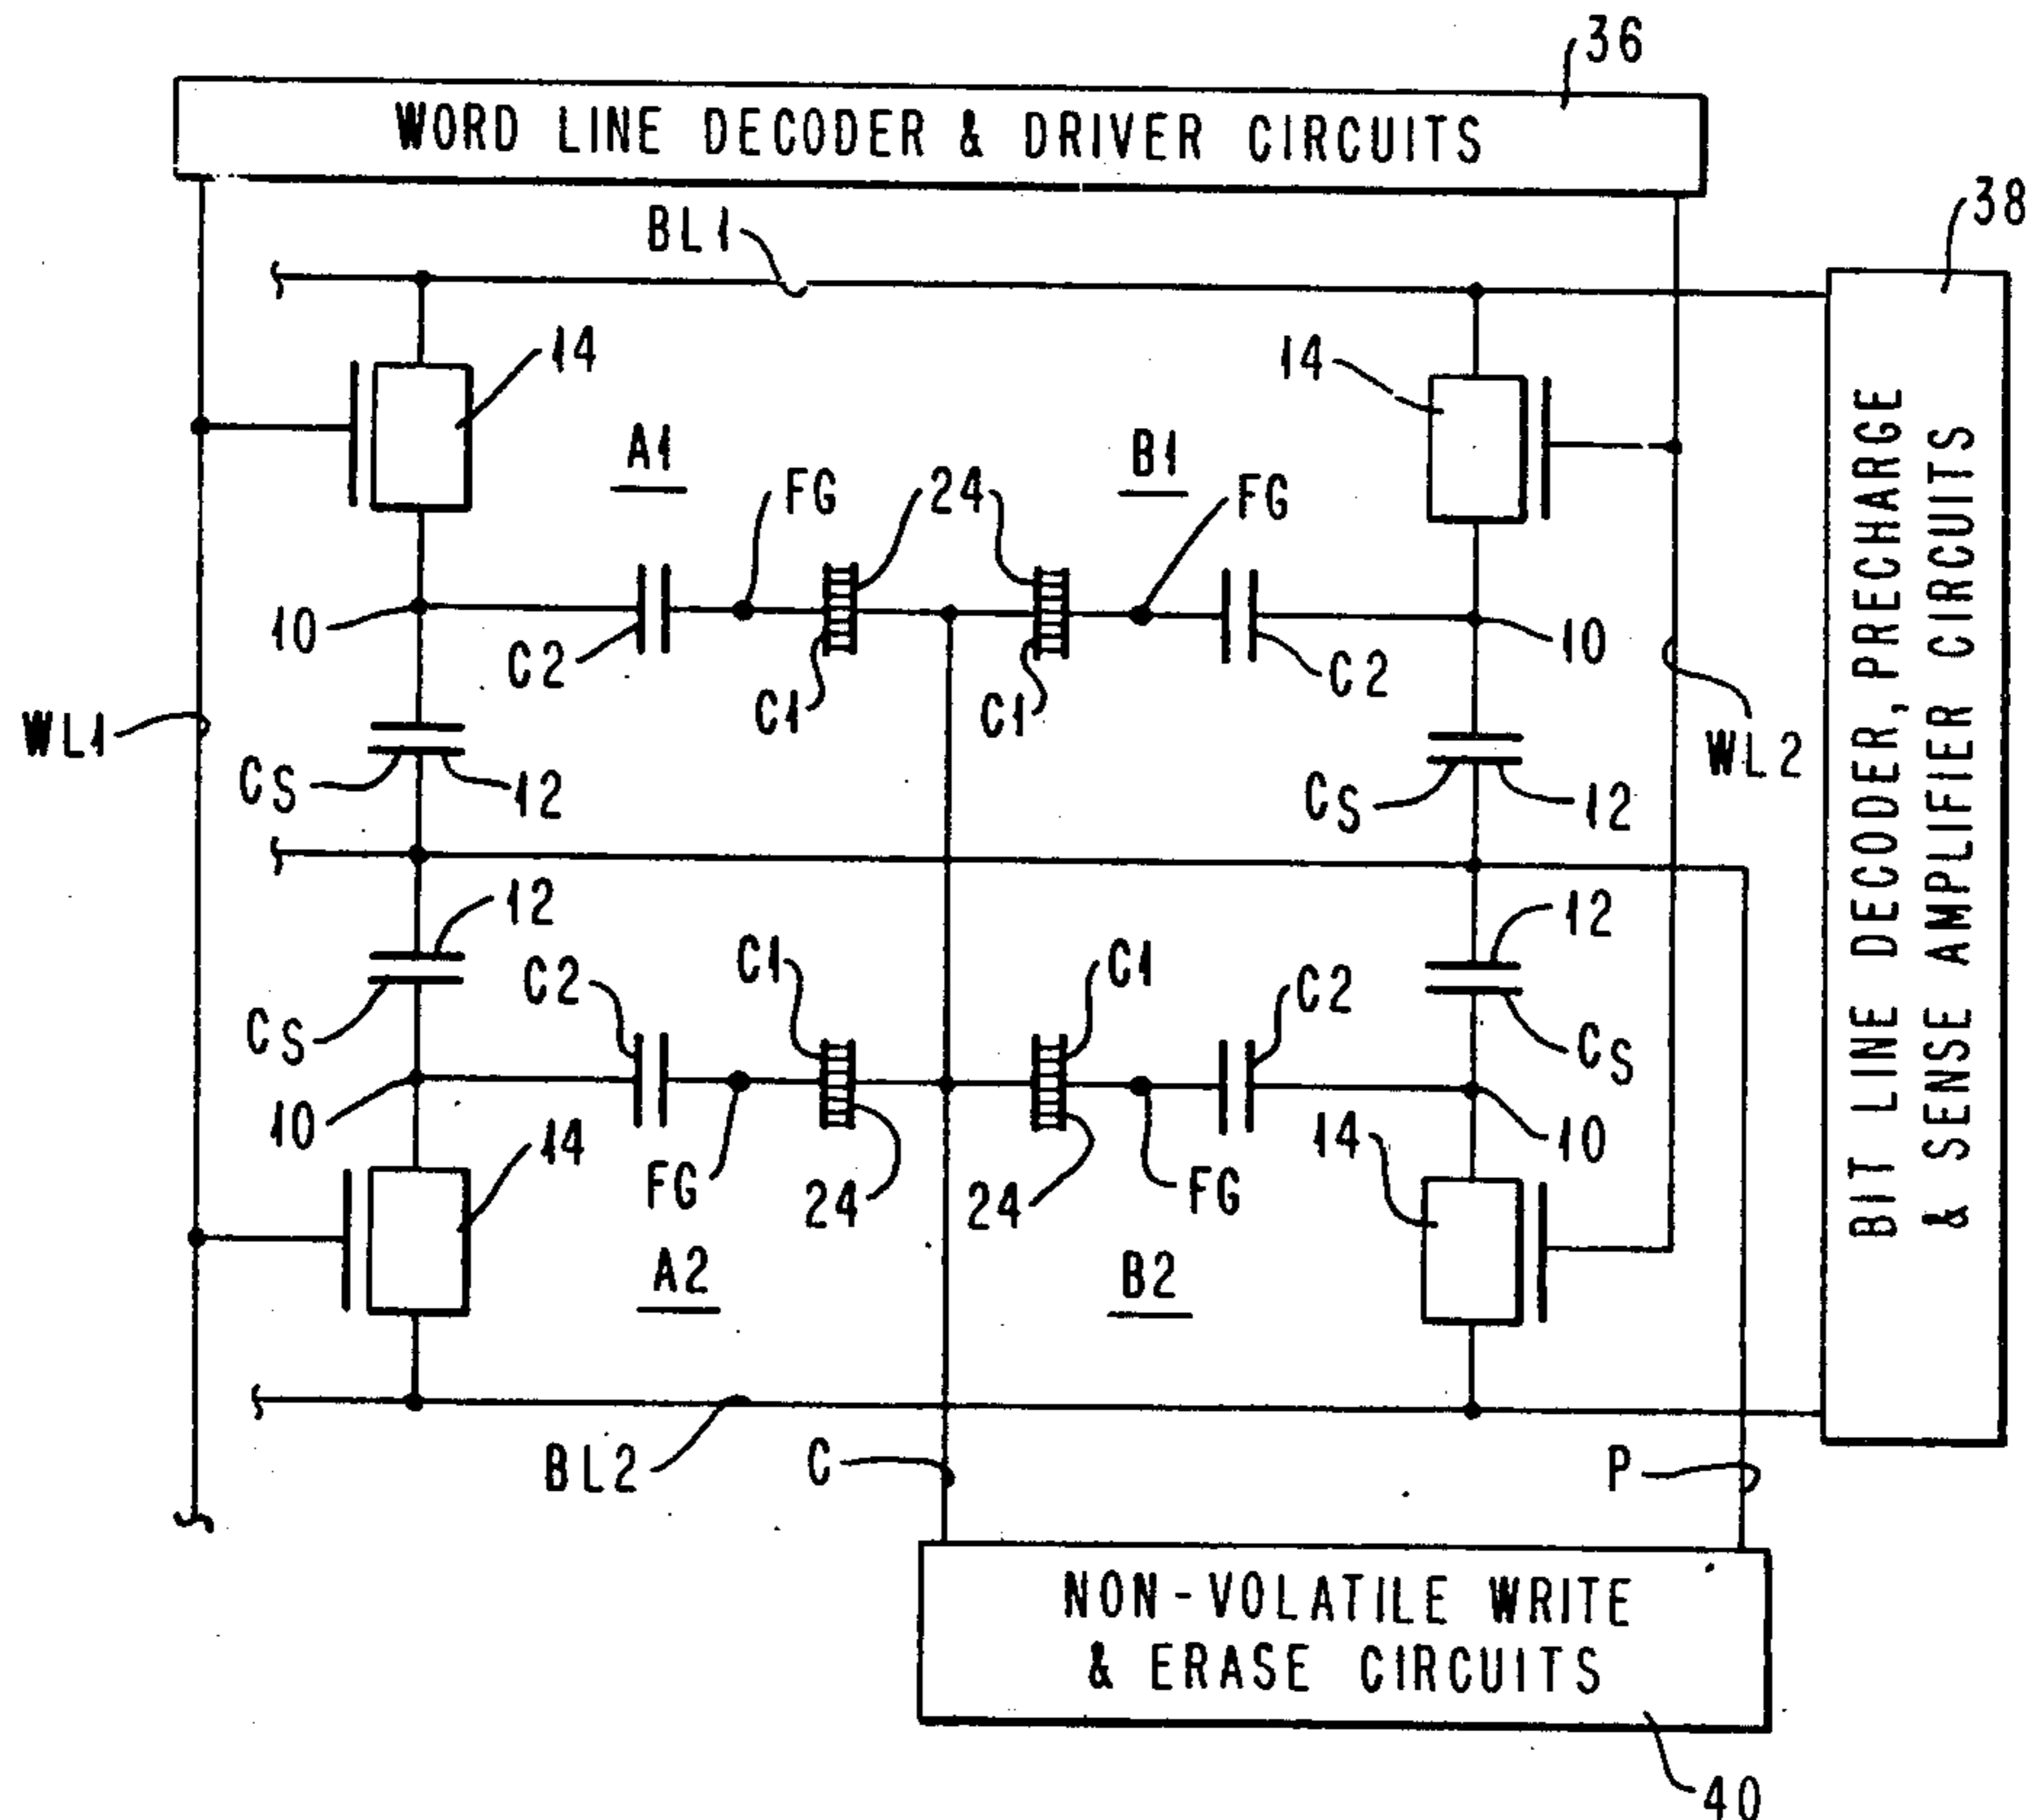 36
WORD LINE DECODER & DRIVER CIRCUITS
38
BL1
14
14
A1
B1
FG
24
FG
10
C2
C1
C1
C2
10
WL1
WL2
CS
12
CS
12
BIT LINE DECODER, PRECHARGE
& SENSE AMPLIFIER CIRCUITS
12
12
C2
C1
C1
C2
CS
CS
10
14
FG
24
24
FG
14
10
A2
B2
BL2
C
P
NON-VOLATILE WRITE
& ERASE CIRCUITS
40